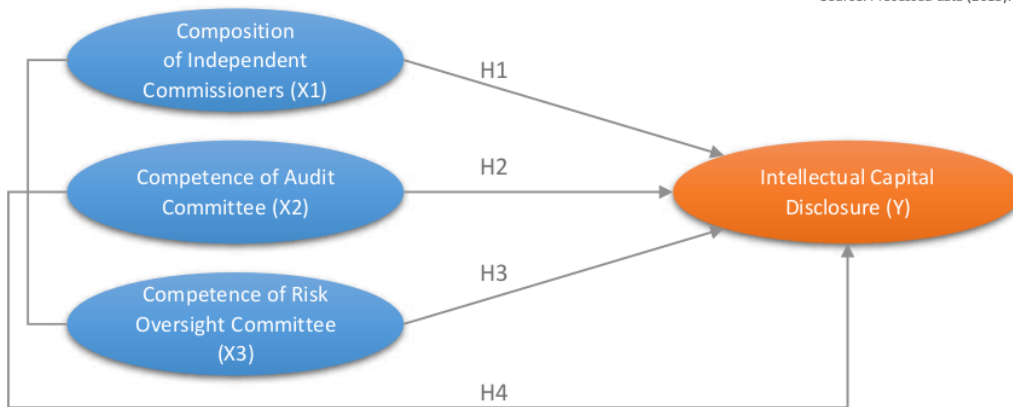 Composition
of Independent
Commissioners (X1)
H1
Competence of Audit
Committee (X2)
H2
Intellectual Capital
Disclosure (Y)
H3
Competence of Risk
Oversight Committee
(X3)
H4